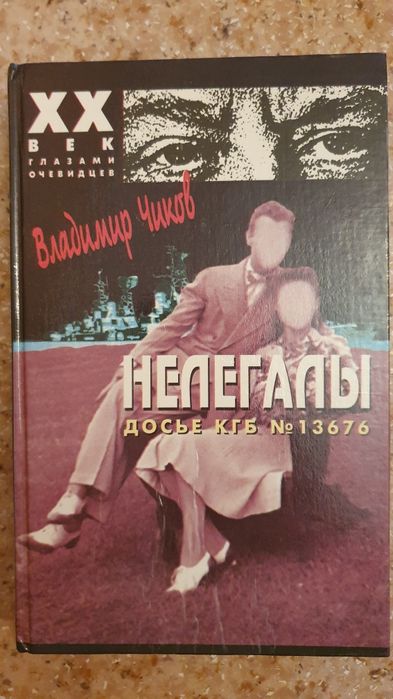 XX
ВЕК
ГЛАЗАМИ
ОЧЕВИДЦЕВ
Владимир Чиков
НЕЛЕГАЛЫ
ДОСЬЕ КГБ №13676